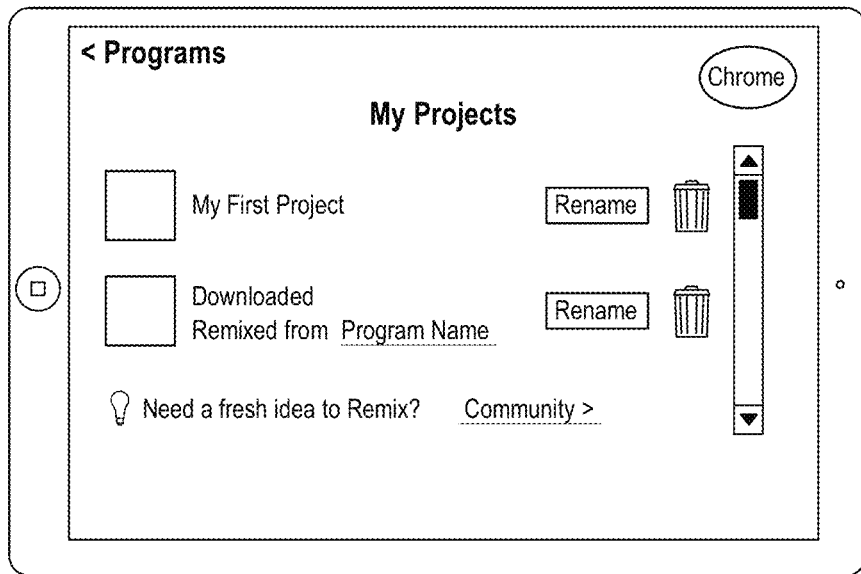 < Programs
Chrome
My Projects
My First Project
Rename
Downloaded
Remixed from Program Name
Rename
Need a fresh idea to Remix? Community >